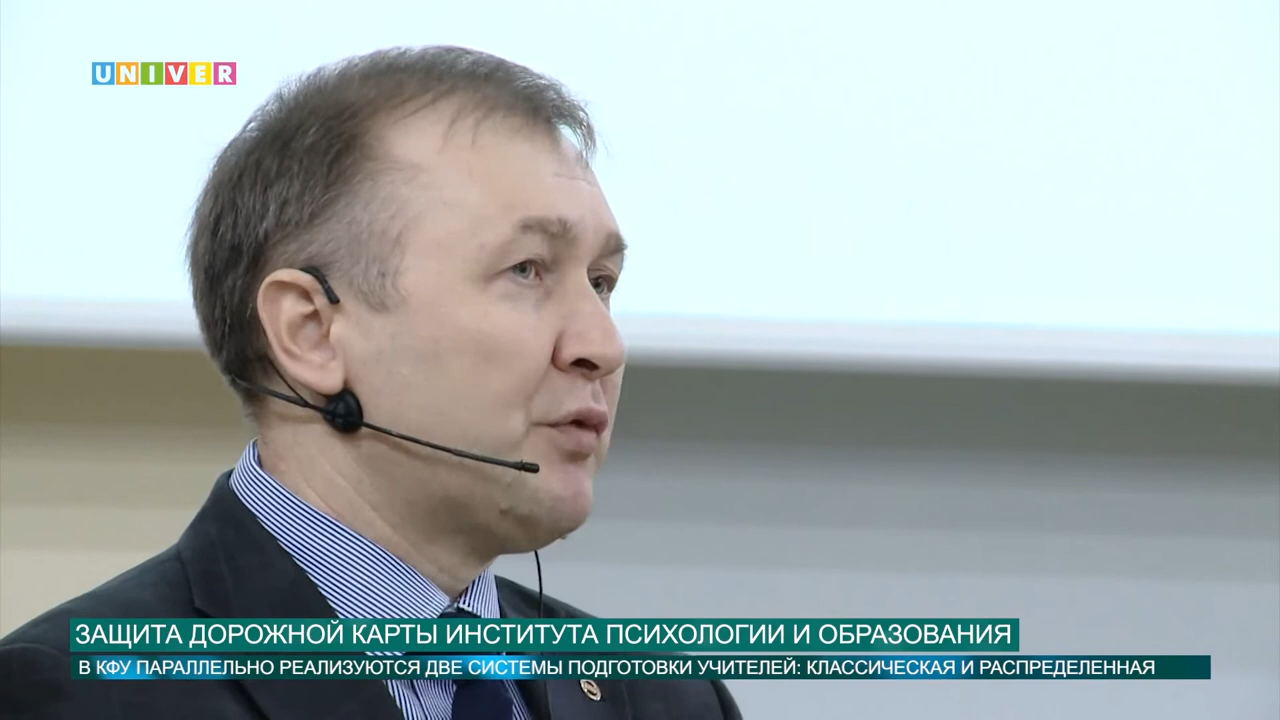 UNIVER
ЗАЩИТА ДОРОЖНОЙ КАРТЫ ИНСТИТУТА ПСИХОЛОГИИ И ОБРАЗОВАНИЯ
В КФУ ПАРАЛЛЕЛЬНО РЕАЛИЗУЮТСЯ ДВЕ СИСТЕМЫ ПОДГОТОВКИ УЧИТЕЛЕЙ: КЛАССИЧЕСКАЯ И РАСПРЕДЕЛЕННАЯ